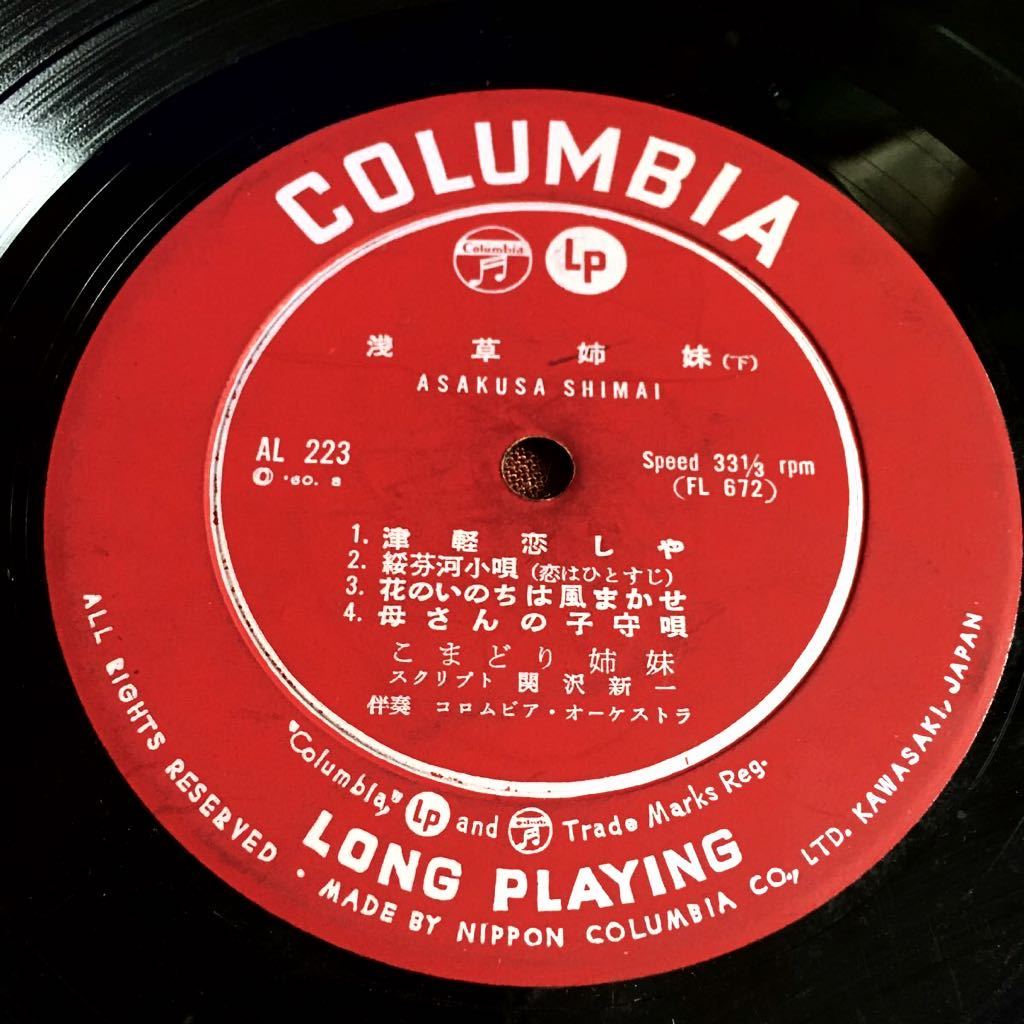 COLUMBIA
Columbia LP
浅草姉妹(下)
ASAKUSA SHIMAI
AL 223
Ⓒ '60. 8
Speed 33⅓ rpm
(FL 672)
1. 津軽恋しや
2. 綏芬河小唄(恋はひとすじ)
3. 花のいのちは風まかせ
4. 母さんの子守唄
こまどり姉妹
スクリプト 関沢新一
伴奏 コロムビア・オーケストラ
"Columbia," LP and Columbia Trade Marks Reg.
LONG PLAYING
ALL RIGHTS RESERVED • MADE BY NIPPON COLUMBIA CO., LTD. KAWASAKI, JAPAN